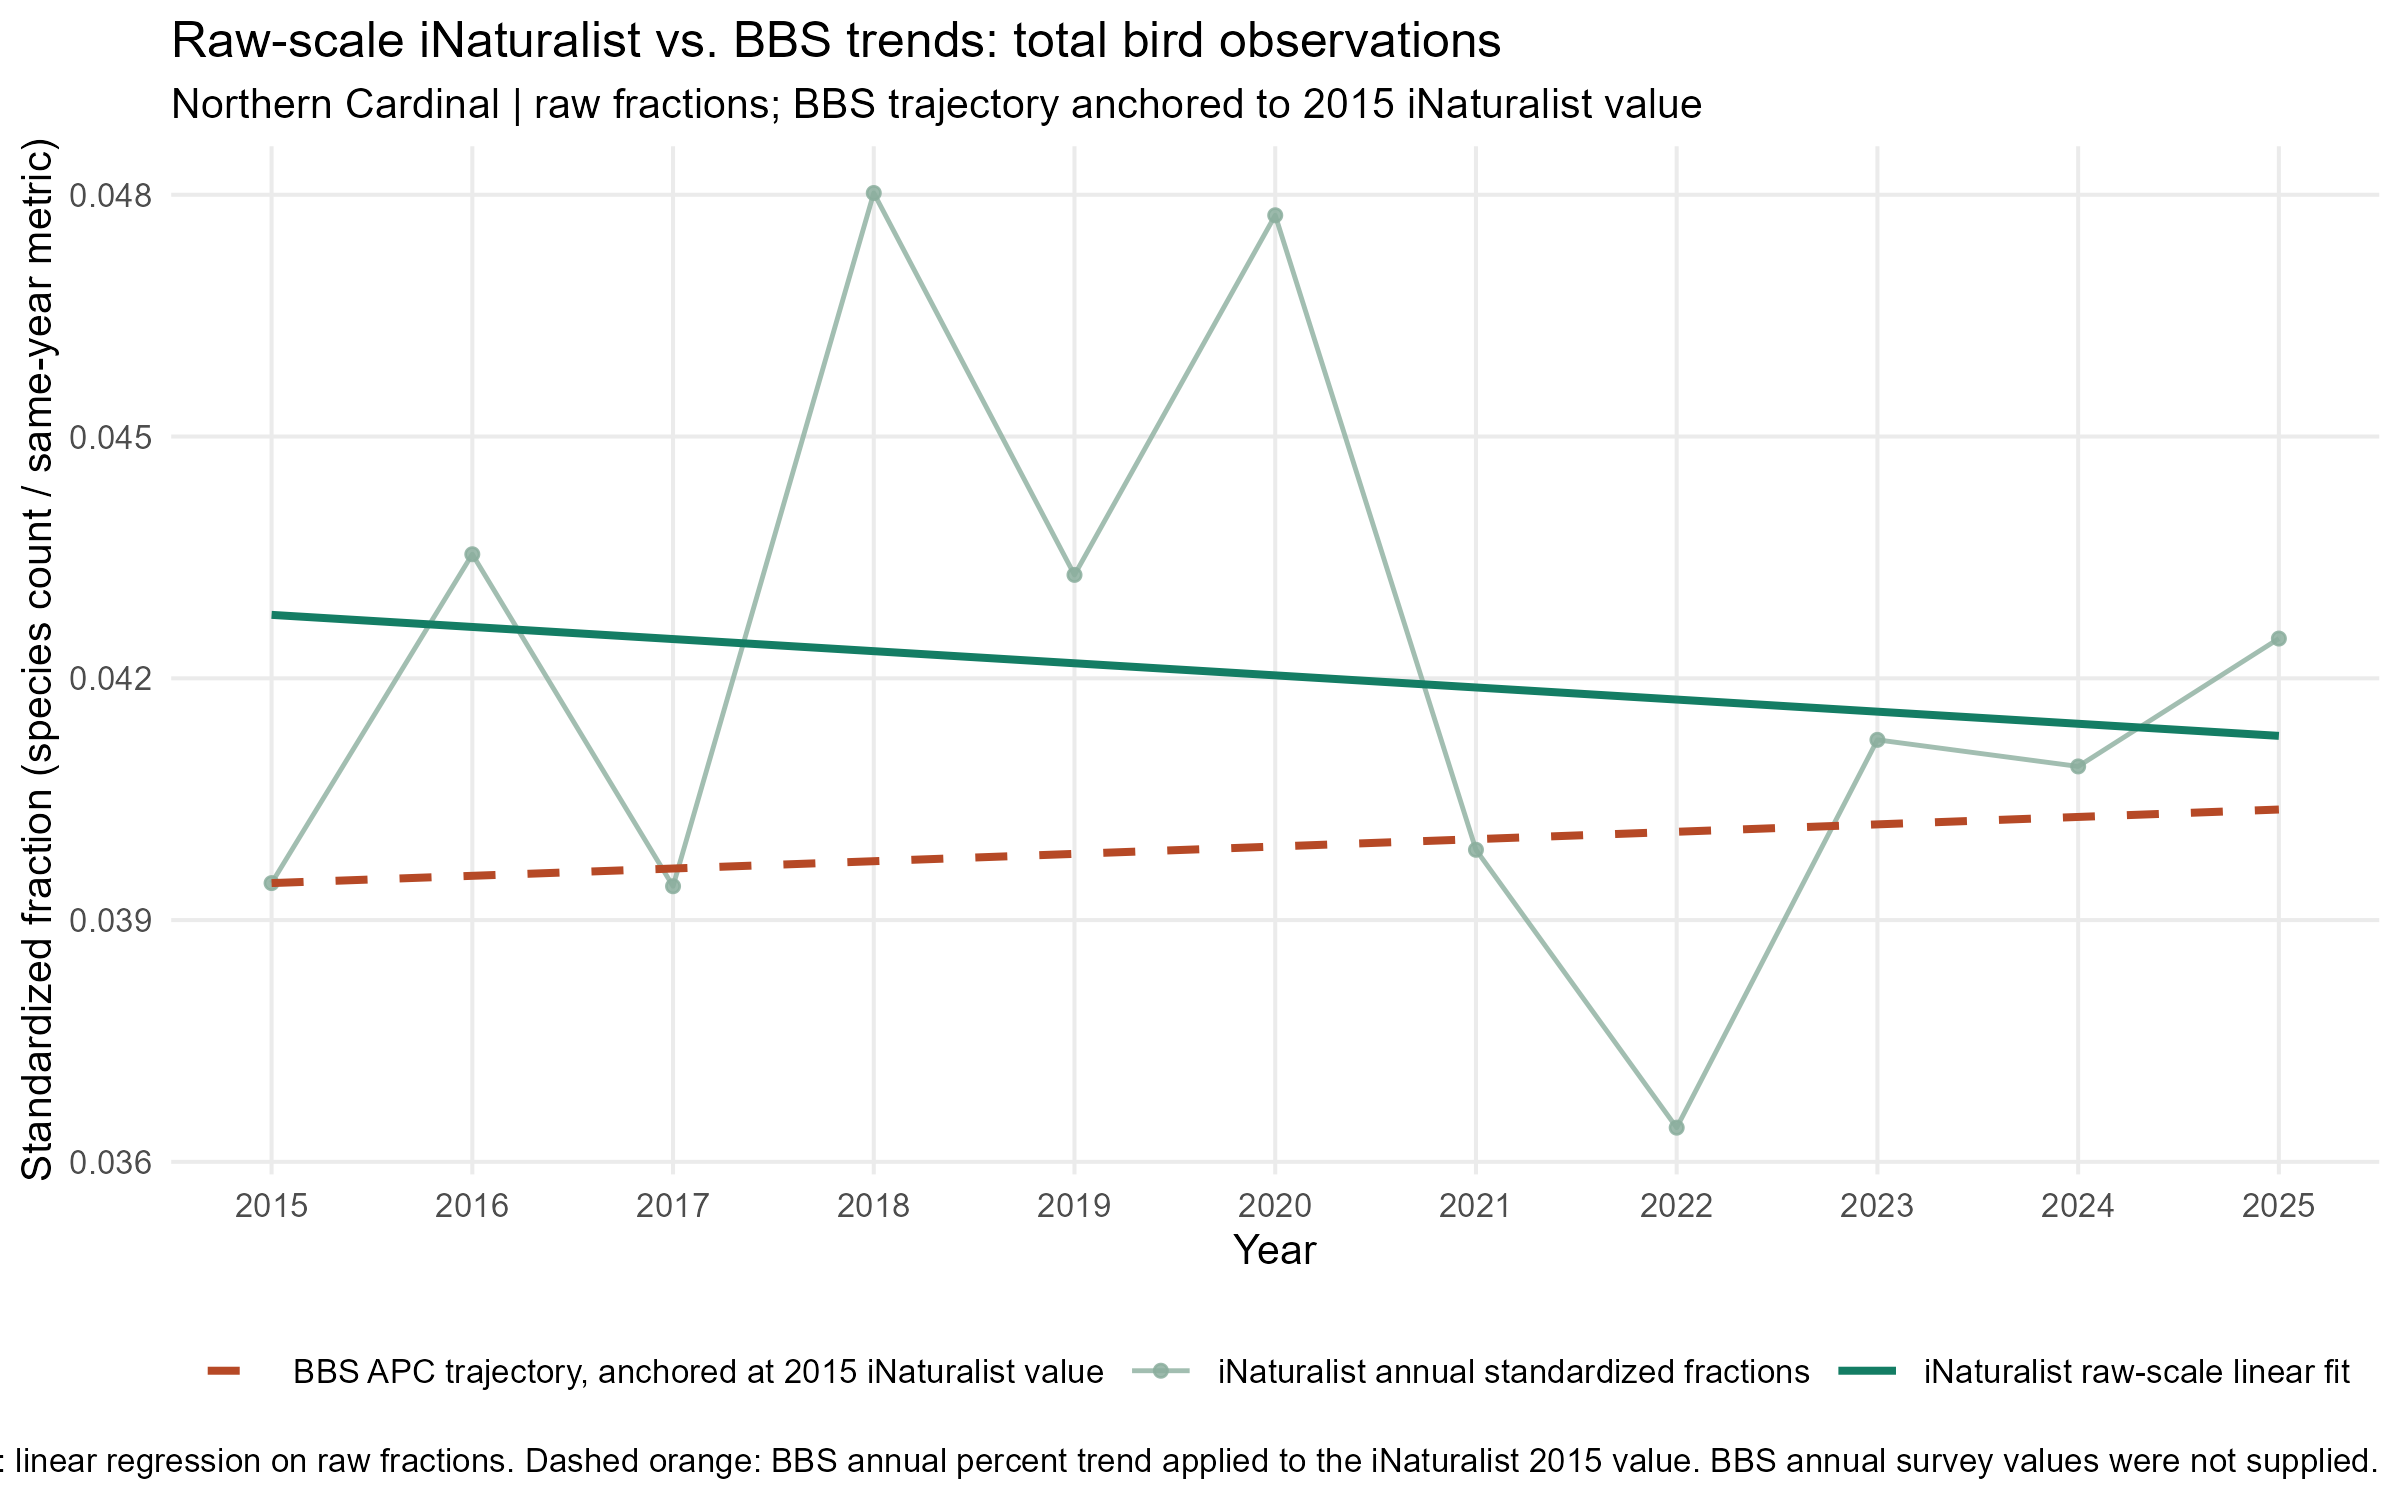 Raw-scale iNaturalist vs. BBS trends: total bird observations
Northern Cardinal | raw fractions; BBS trajectory anchored to 2015 iNaturalist value
Standardized fraction (species count / same-year metric)
0.048
0.045
0.042
0.039
0.036
2015 2016 2017 2018 2019 2020 2021 2022 2023 2024 2025
Year
BBS APC trajectory, anchored at 2015 iNaturalist value iNaturalist annual standardized fractions iNaturalist raw-scale linear fit
: linear regression on raw fractions. Dashed orange: BBS annual percent trend applied to the iNaturalist 2015 value. BBS annual survey values were not supplied.